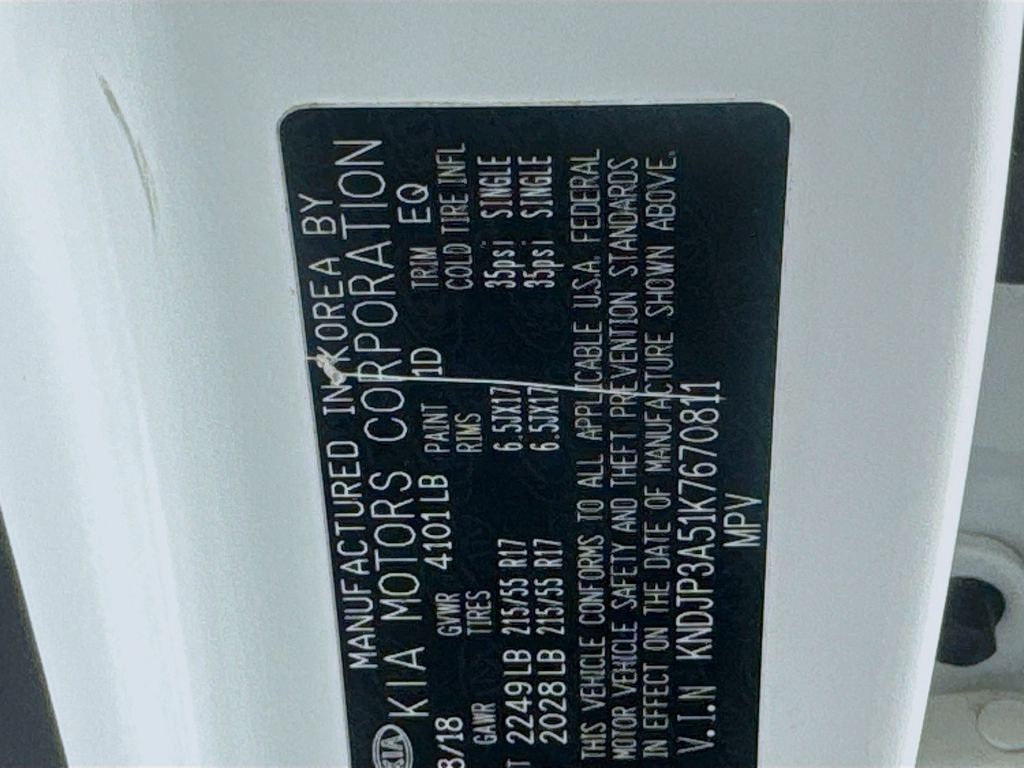 MANUFACTURED IN KOREA BY
KIA KIA MOTORS CORPORATION
8/18 GVWR 4101LB PAINT 1D TRIM EQ
GAWR TIRES RIMS COLD TIRE INFL
T 2249LB 215/55 R17 6.5JX17 35psi SINGLE
2028LB 215/55 R17 6.5JX17 35psi SINGLE
THIS VEHICLE CONFORMS TO ALL APPLICABLE U.S.A. FEDERAL
MOTOR VEHICLE SAFETY AND THEFT PREVENTION STANDARDS
IN EFFECT ON THE DATE OF MANUFACTURE SHOWN ABOVE.
V.I.N KNDJP3A51K7670811
MPV